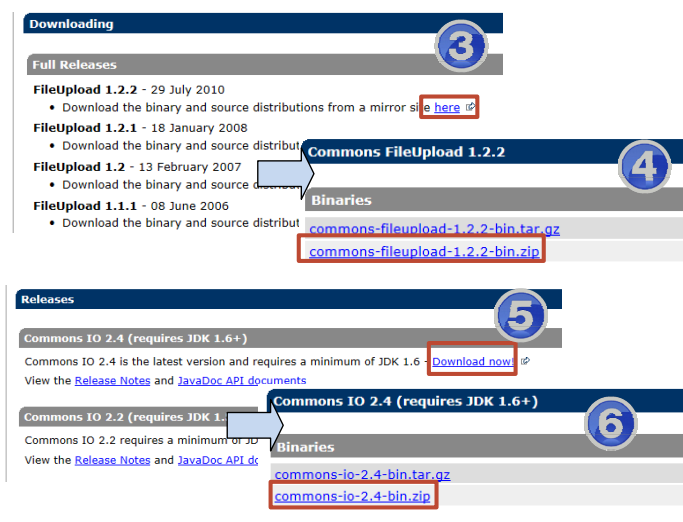 Downloading
3
Full Releases
FileUpload 1.2.2 - 29 July 2010
• Download the binary and source distributions from a mirror site here
FileUpload 1.2.1 - 18 January 2008
• Download the binary and source distribut
FileUpload 1.2 - 13 February 2007
• Download the binary and source
FileUpload 1.1.1 - 08 June 2006
• Download the binary and source distribut
Commons FileUpload 1.2.2
4
Binaries
commons-fileupload-1.2.2-bin.tar.gz
commons-fileupload-1.2.2-bin.zip
Releases
5
Commons IO 2.4 (requires JDK 1.6+)
Commons IO 2.4 is the latest version and requires a minimum of JDK 1.6 - Download now!
View the Release Notes and JavaDoc API documents
Commons IO 2.2 (requires JDK 1.
Commons IO 2.2 requires a minimum of JD
View the Release Notes and JavaDoc API do
Commons IO 2.4 (requires JDK 1.6+)
6
Binaries
commons-io-2.4-bin.tar.gz
commons-io-2.4-bin.zip